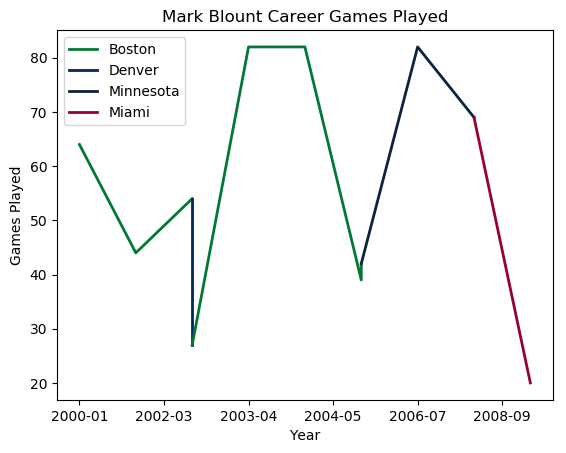 Mark Blount Career Games Played
Boston
Denver
Minnesota
Miami
80
70
60
50
40
30
20
Games Played
2000-01 2002-03 2003-04 2004-05 2006-07 2008-09
Year